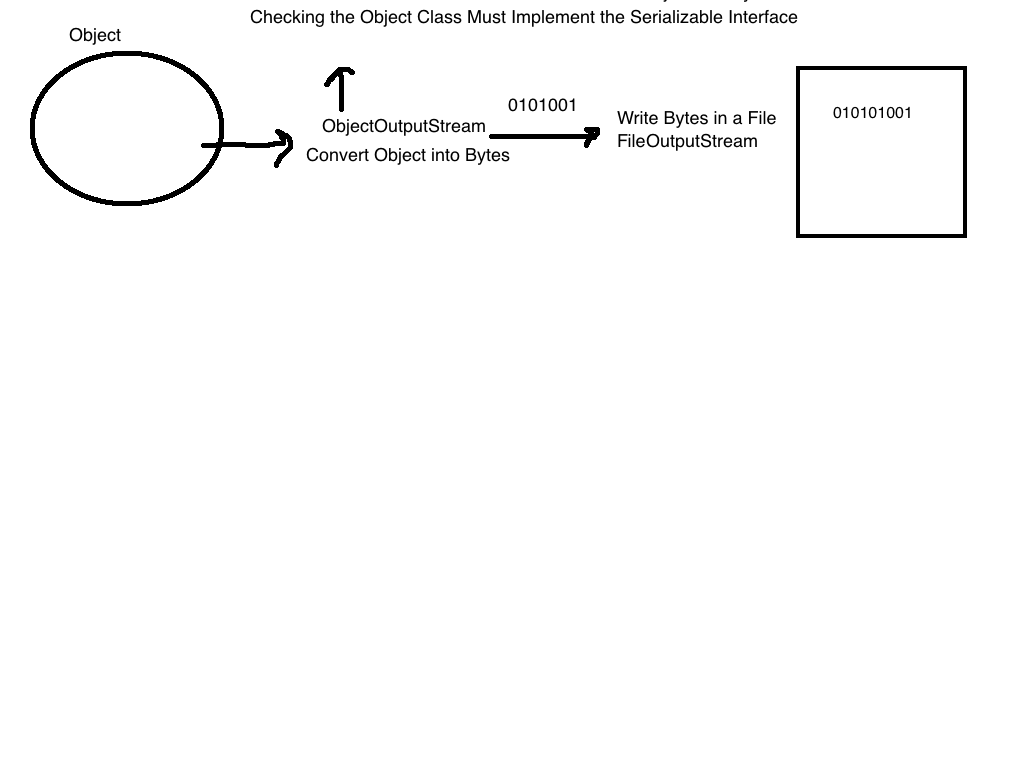 Checking the Object Class Must Implement the Serializable Interface
Object
0101001
ObjectOutputStream
Convert Object into Bytes
Write Bytes in a File
FileOutputStream
010101001